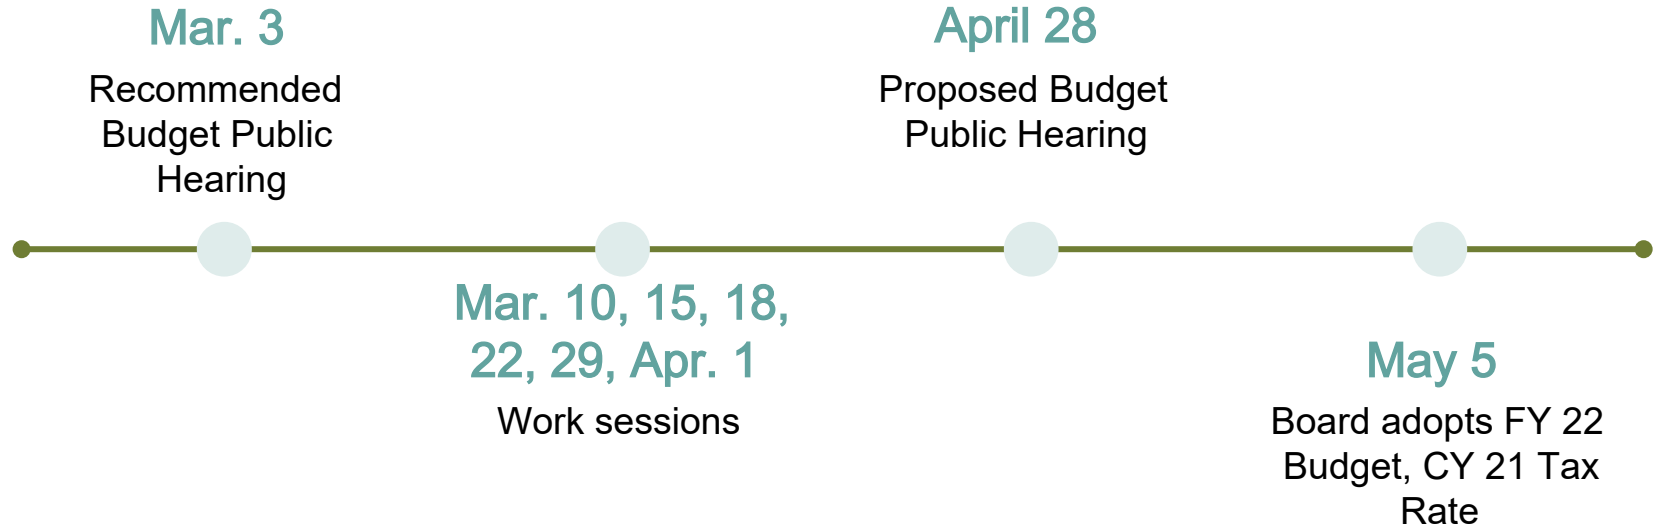 Mar. 3
Recommended
Budget Public
Hearing
Mar. 10, 15, 18,
22, 29, Apr. 1
Work sessions
April 28
Proposed Budget
Public Hearing
May 5
Board adopts FY 22
Budget, CY 21 Tax
Rate